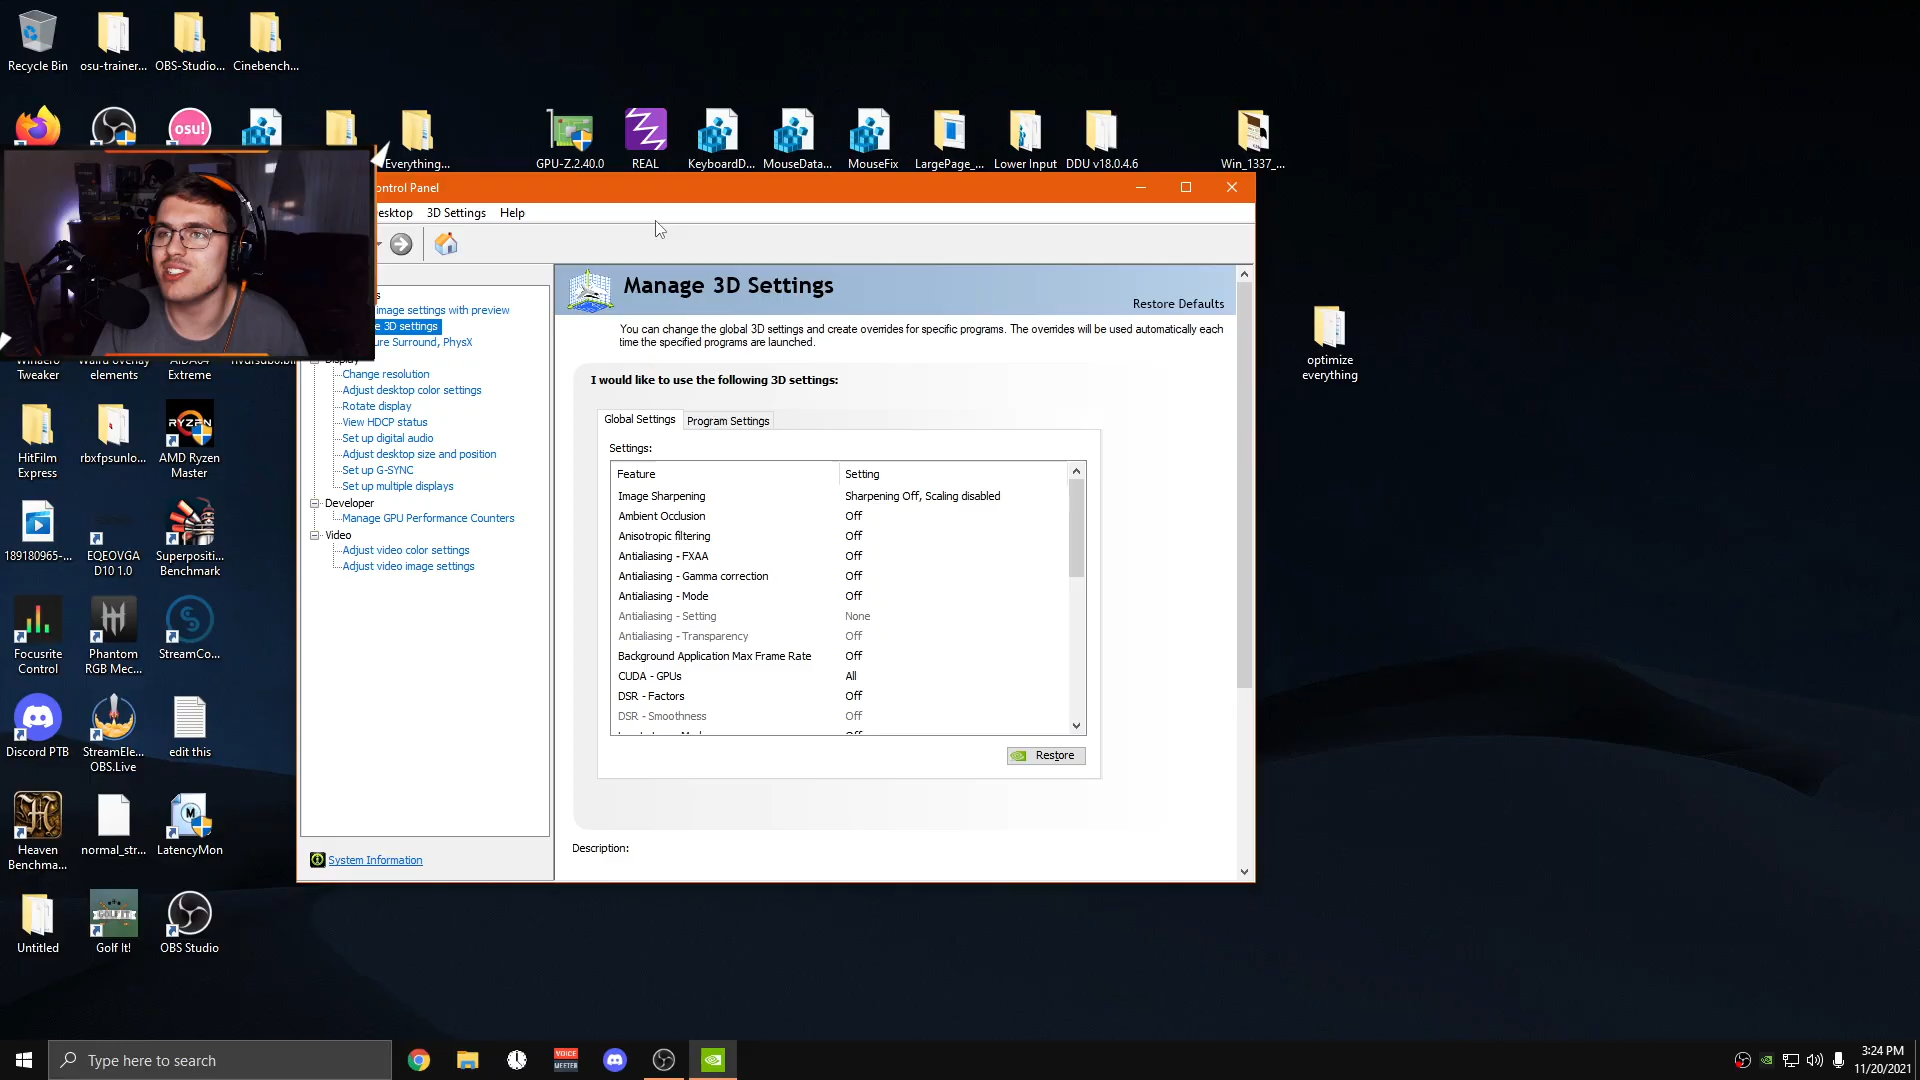 Recycle Bin
osu-trainer...
OBS-Studio...
Cinebench...
osu!
Everything...
GPU-Z.2.40.0
REAL
KeyboardD...
MouseData...
MouseFix
LargePage_...
Lower Input
DDU v18.0.4.6
Win_1337_...
ontrol Panel
esktop
3D Settings
Help
image settings with preview
e 3D settings
ure Surround, PhysX
Change resolution
Adjust desktop color settings
Rotate display
View HDCP status
Set up digital audio
Adjust desktop size and position
Set up G-SYNC
Set up multiple displays
Developer
Manage GPU Performance Counters
Video
Adjust video color settings
Adjust video image settings
System Information
Manage 3D Settings
Restore Defaults
You can change the global 3D settings and create overrides for specific programs. The overrides will be used automatically each
time the specified programs are launched.
I would like to use the following 3D settings:
Global Settings
Program Settings
Settings:
Feature Setting
Image Sharpening Sharpening Off, Scaling disabled
Ambient Occlusion Off
Anisotropic filtering Off
Antialiasing - FXAA Off
Antialiasing - Gamma correction Off
Antialiasing - Mode Off
Antialiasing - Setting None
Antialiasing - Transparency Off
Background Application Max Frame Rate Off
CUDA - GPUs All
DSR - Factors Off
DSR - Smoothness Off
Restore
Description:
optimize
everything
Tweaker
elements
Extreme
HitFilm
Express
rbxfpsunlo...
RYZEN
AMD Ryzen
Master
189180965-...
EQEOVGA
D10 1.0
Superpositi...
Benchmark
Focusrite
Control
Phantom
RGB Mec...
StreamCo...
Discord PTB
StreamEle...
OBS.Live
edit this
Heaven
Benchma...
normal_str...
M
LatencyMon
Untitled
GOLF IT!
Golf It!
OBS Studio
Type here to search
VOICE
MEETER
3:24 PM
11/20/2021